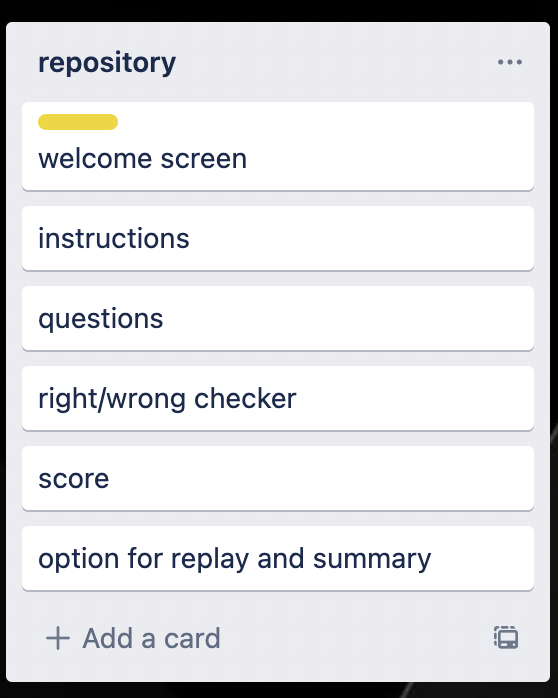 repository
welcome screen
instructions
questions
right/wrong checker
score
option for replay and summary
+ Add a card